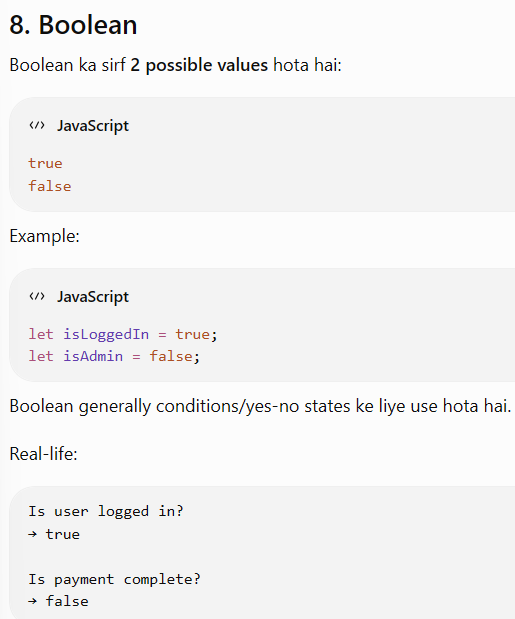 8. Boolean
Boolean ka sirf 2 possible values hota hai:
</> JavaScript
true
false
Example:
</> JavaScript
let isLoggedIn = true;
let isAdmin = false;
Boolean generally conditions/yes-no states ke liye use hota hai.
Real-life:
Is user logged in?
→ true
Is payment complete?
→ false